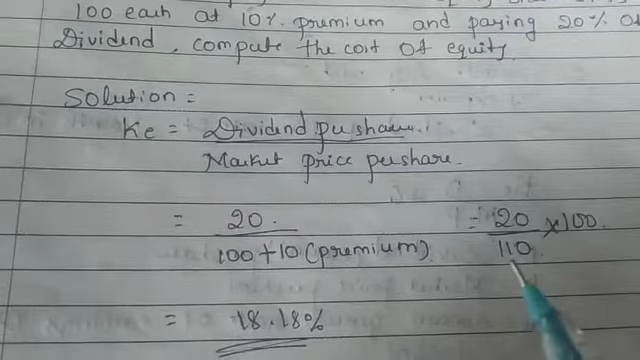 100 each at 10%. premium and paying 20% of
Dividend, compute the cost of equity.
Solution =
Ke = Dividend per share
Market price per share.
= 20. = 20 × 100.
100 + 10 (premium) 110.
= 18.18%